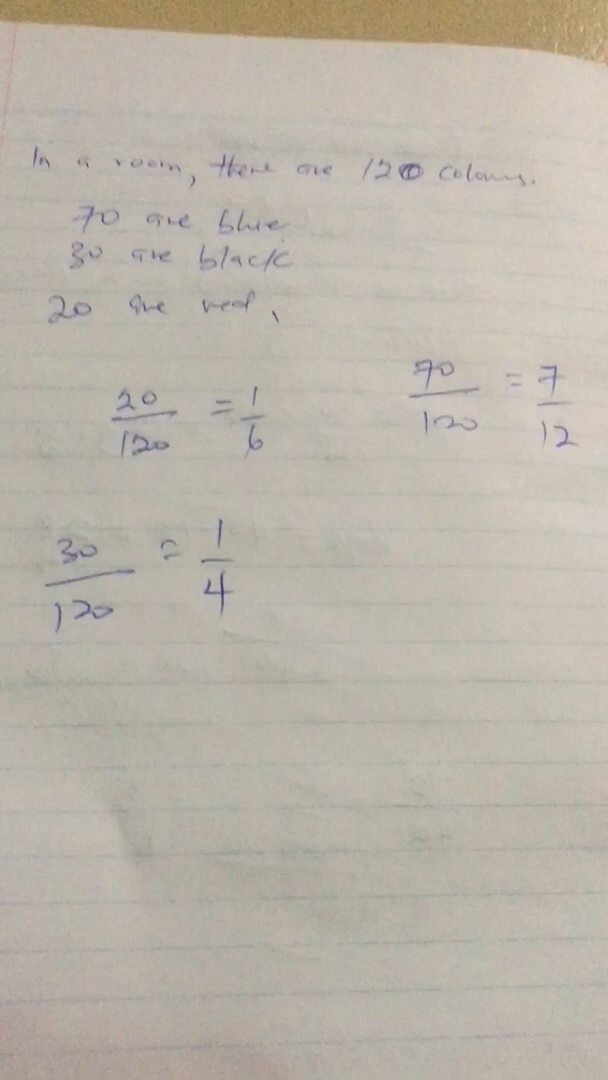 In a room, there are 120 colours.
70 are blue
30 are black
20 are red,
20/120 = 1/6
70/120 = 7/12
30/120 = 1/4